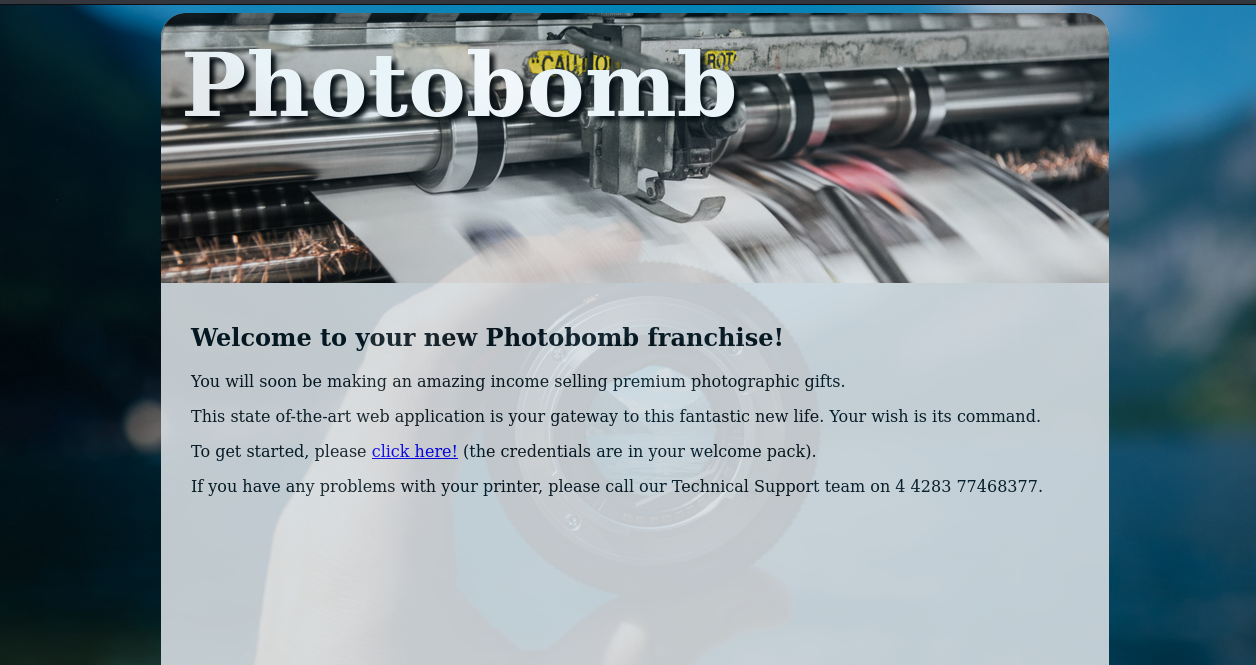 Photobomb
"CAUTION
ROBOT
Welcome to your new Photobomb franchise!
You will soon be making an amazing income selling premium photographic gifts.
This state of-the-art web application is your gateway to this fantastic new life. Your wish is its command.
To get started, please click here! (the credentials are in your welcome pack).
If you have any problems with your printer, please call our Technical Support team on 4 4283 77468377.